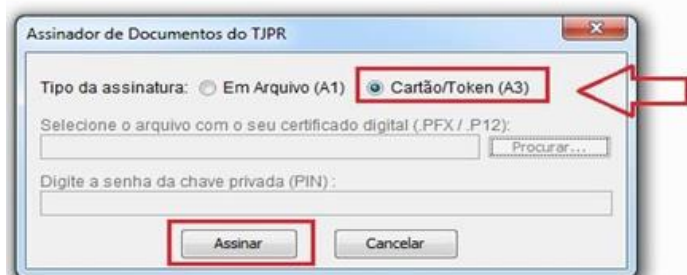 Assinador de Documentos do TJPR
Tipo da assinatura: Em Arquivo (A1) Cartão/Token (A3)
Selecione o arquivo com o seu certificado digital (.PFX / .P12):
Procurar...
Digite a senha da chave privada (PIN) :
Assinar Cancelar